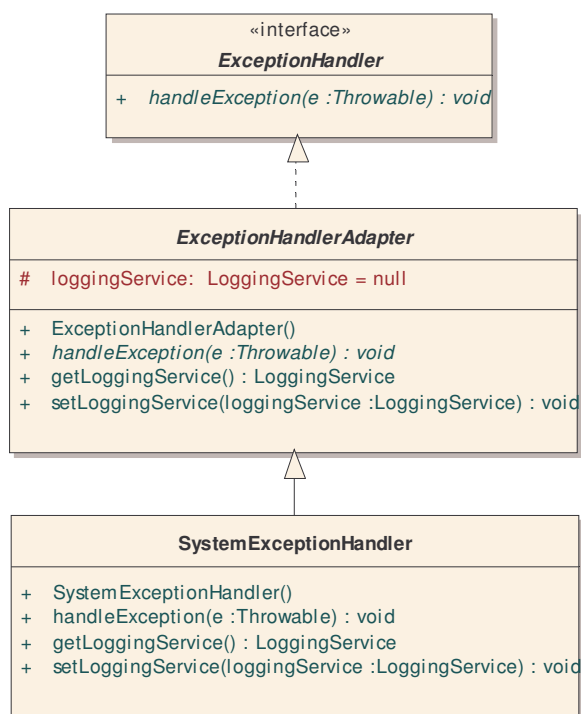 «interface»
ExceptionHandler
+ handleException(e :Throwable) : void
ExceptionHandlerAdapter
# loggingService: LoggingService = null
+ ExceptionHandlerAdapter()
+ handleException(e :Throwable) : void
+ getLoggingService() : LoggingService
+ setLoggingService(loggingService :LoggingService) : void
SystemExceptionHandler
+ SystemExceptionHandler()
+ handleException(e :Throwable) : void
+ getLoggingService() : LoggingService
+ setLoggingService(loggingService :LoggingService) : void